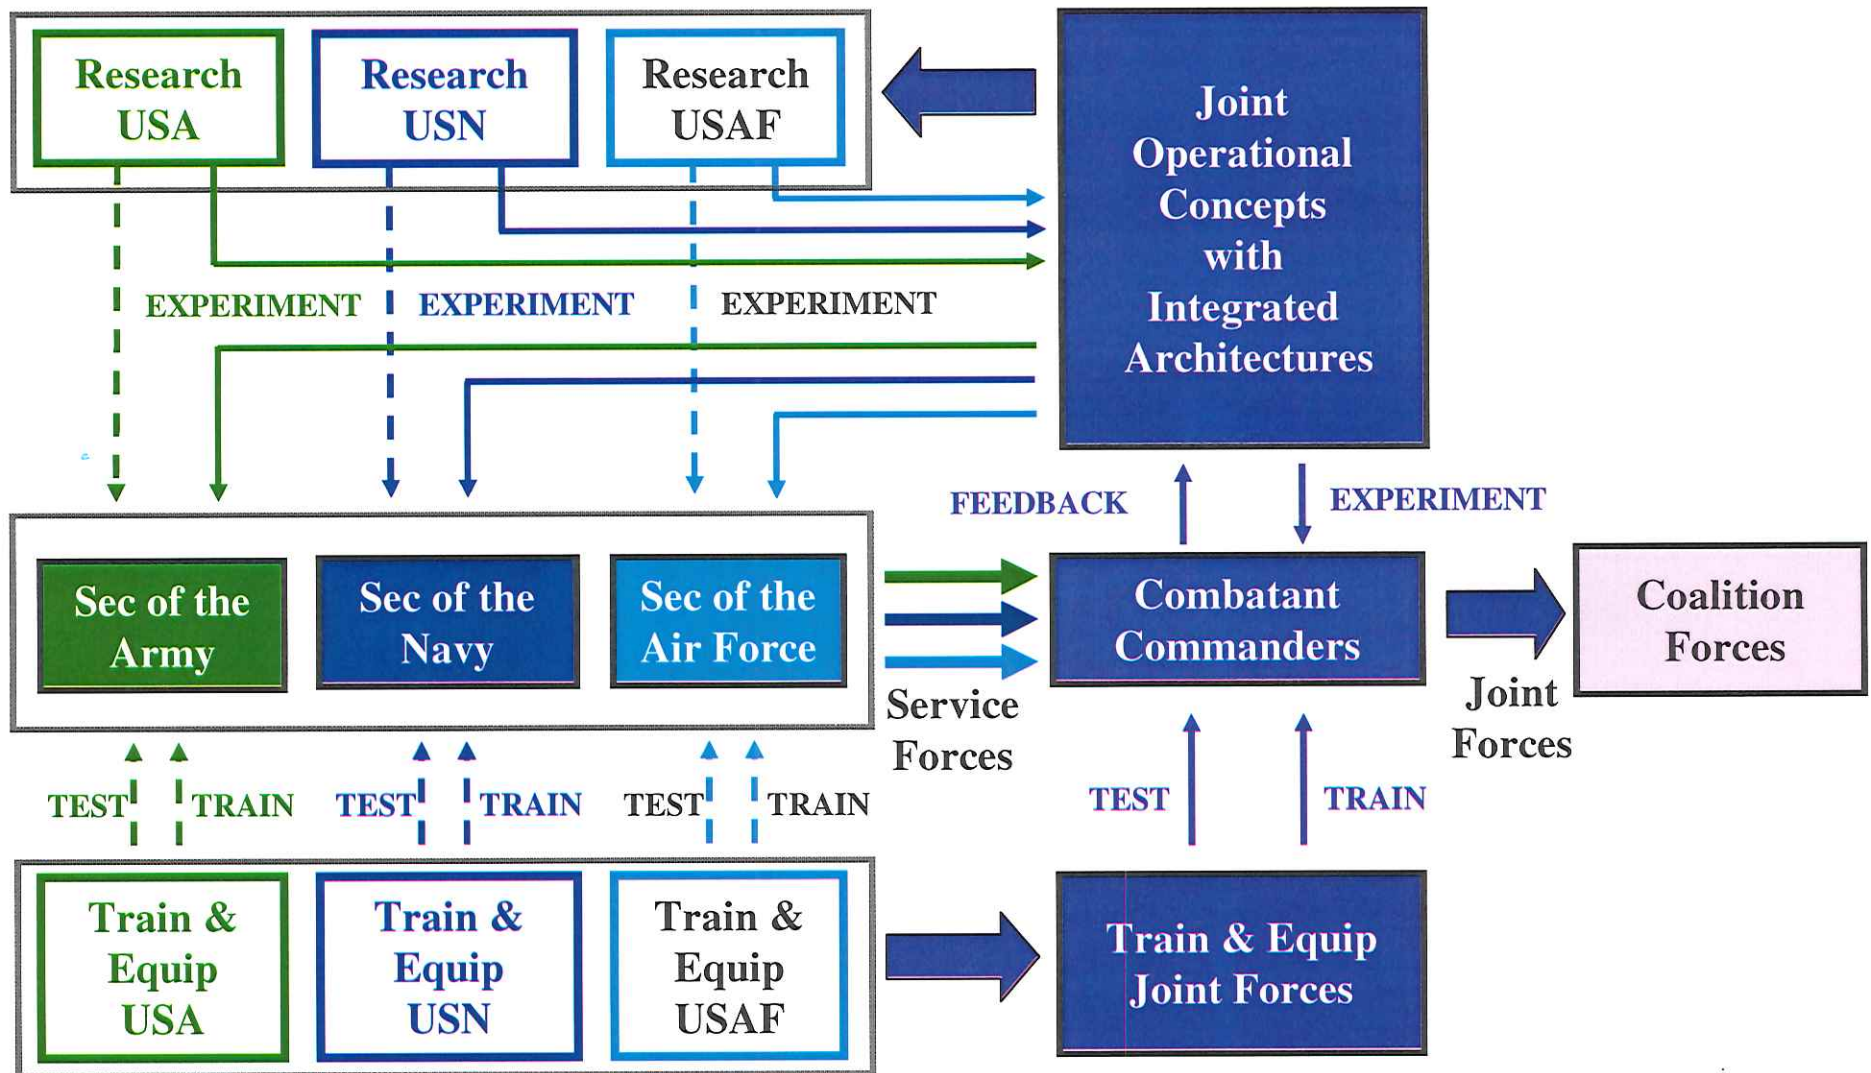 Research
USA
Research
USN
Research
USAF
Joint
Operational
Concepts
with
Integrated
Architectures
EXPERIMENT
EXPERIMENT
EXPERIMENT
FEEDBACK
EXPERIMENT
Sec of the
Army
Sec of the
Navy
Sec of the
Air Force
Service
Forces
Combatant
Commanders
Joint
Forces
Coalition
Forces
TEST
TRAIN
TEST
TRAIN
TEST
TRAIN
TEST
TRAIN
Train &
Equip
USA
Train &
Equip
USN
Train &
Equip
USAF
Train & Equip
Joint Forces